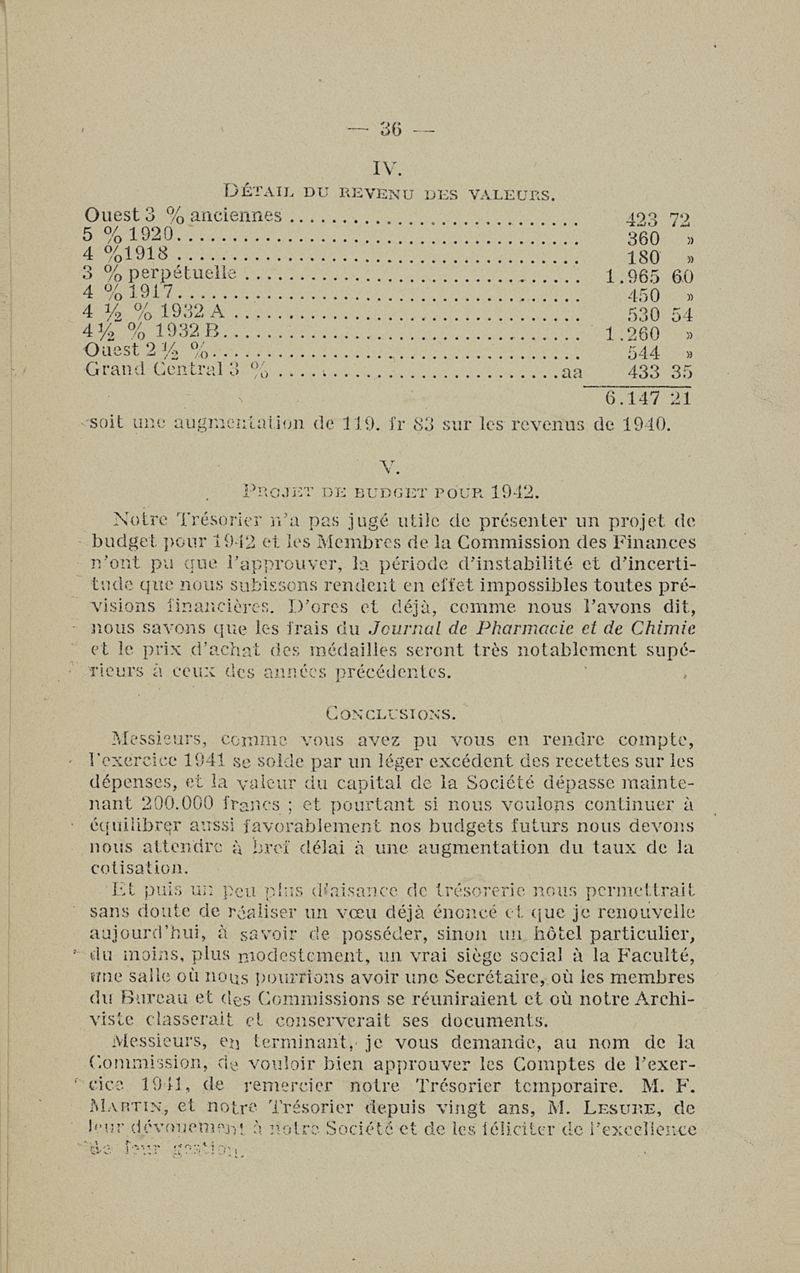 — 36 —
IV.
DÉTAIL DU REVENU DES VALEURS.
Ouest 3 % anciennes ........................ 423 72
5 % 1920........................ 360 »
4 %1918 ........................ 180 »
3 % perpétuelle ........................ 1.965 60
4 % 1917........................ 450 »
4 ½ % 1932 A ........................ 530 54
4½ % 1932 B........................ 1.260 »
Ouest 2 ½ %........................ 544 »
Grand Central 3 % ........................aa 433 35
6.147 21
soit une augmentation de 119. fr 83 sur les revenus de 1940.
V.
PROJET DE BUDGET POUR 1942.
Notre Trésorier n'a pas jugé utile de présenter un projet de
budget pour 1942 et les Membres de la Commission des Finances
n'ont pu que l'approuver, la période d'instabilité et d'incerti-
tude que nous subissons rendent en effet impossibles toutes pré-
visions financières. D'ores et déjà, comme nous l'avons dit,
nous savons que les frais du Journal de Pharmacie et de Chimie
et le prix d'achat des médailles seront très notablement supé-
rieurs à ceux des années précédentes.
CONCLUSIONS.
Messieurs, comme vous avez pu vous en rendre compte,
l'exercice 1941 se solde par un léger excédent des recettes sur les
dépenses, et la valeur du capital de la Société dépasse mainte-
nant 200.000 francs ; et pourtant si nous voulons continuer à
équilibrer aussi favorablement nos budgets futurs nous devons
nous attendre à bref délai à une augmentation du taux de la
cotisation.
Et puis un peu plus d'aisance de trésorerie nous permettrait
sans doute de réaliser un vœu déjà énoncé et que je renouvelle
aujourd'hui, à savoir de posséder, sinon un hôtel particulier,
du moins, plus modestement, un vrai siège social à la Faculté,
une salle où nous pourrions avoir une Secrétaire, où les membres
du Bureau et des Commissions se réuniraient et où notre Archi-
viste classerait et conserverait ses documents.
Messieurs, en terminant, je vous demande, au nom de la
Commission, de vouloir bien approuver les Comptes de l'exer-
cice 1941, de remercier notre Trésorier temporaire. M. F.
MARTIN, et notre Trésorier depuis vingt ans, M. LESURE, de
leur dévouement à notre Société et de les féliciter de l'excellence
de leur gestion.